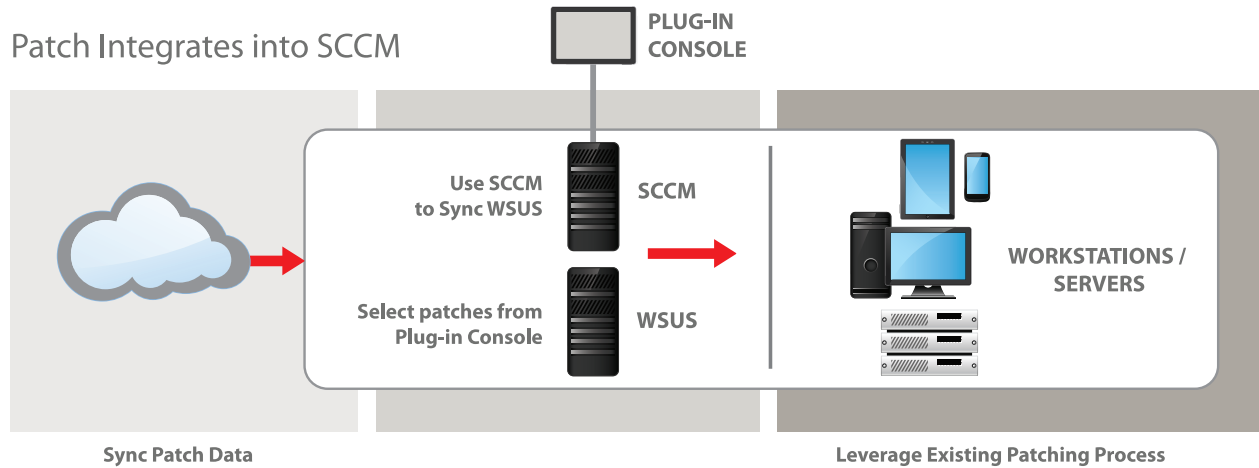 Patch Integrates into SCCM
PLUG-IN
CONSOLE
Use SCCM
to Sync WSUS
SCCM
Select patches from
Plug-in Console
WSUS
WORKSTATIONS /
SERVERS
Sync Patch Data
Leverage Existing Patching Process